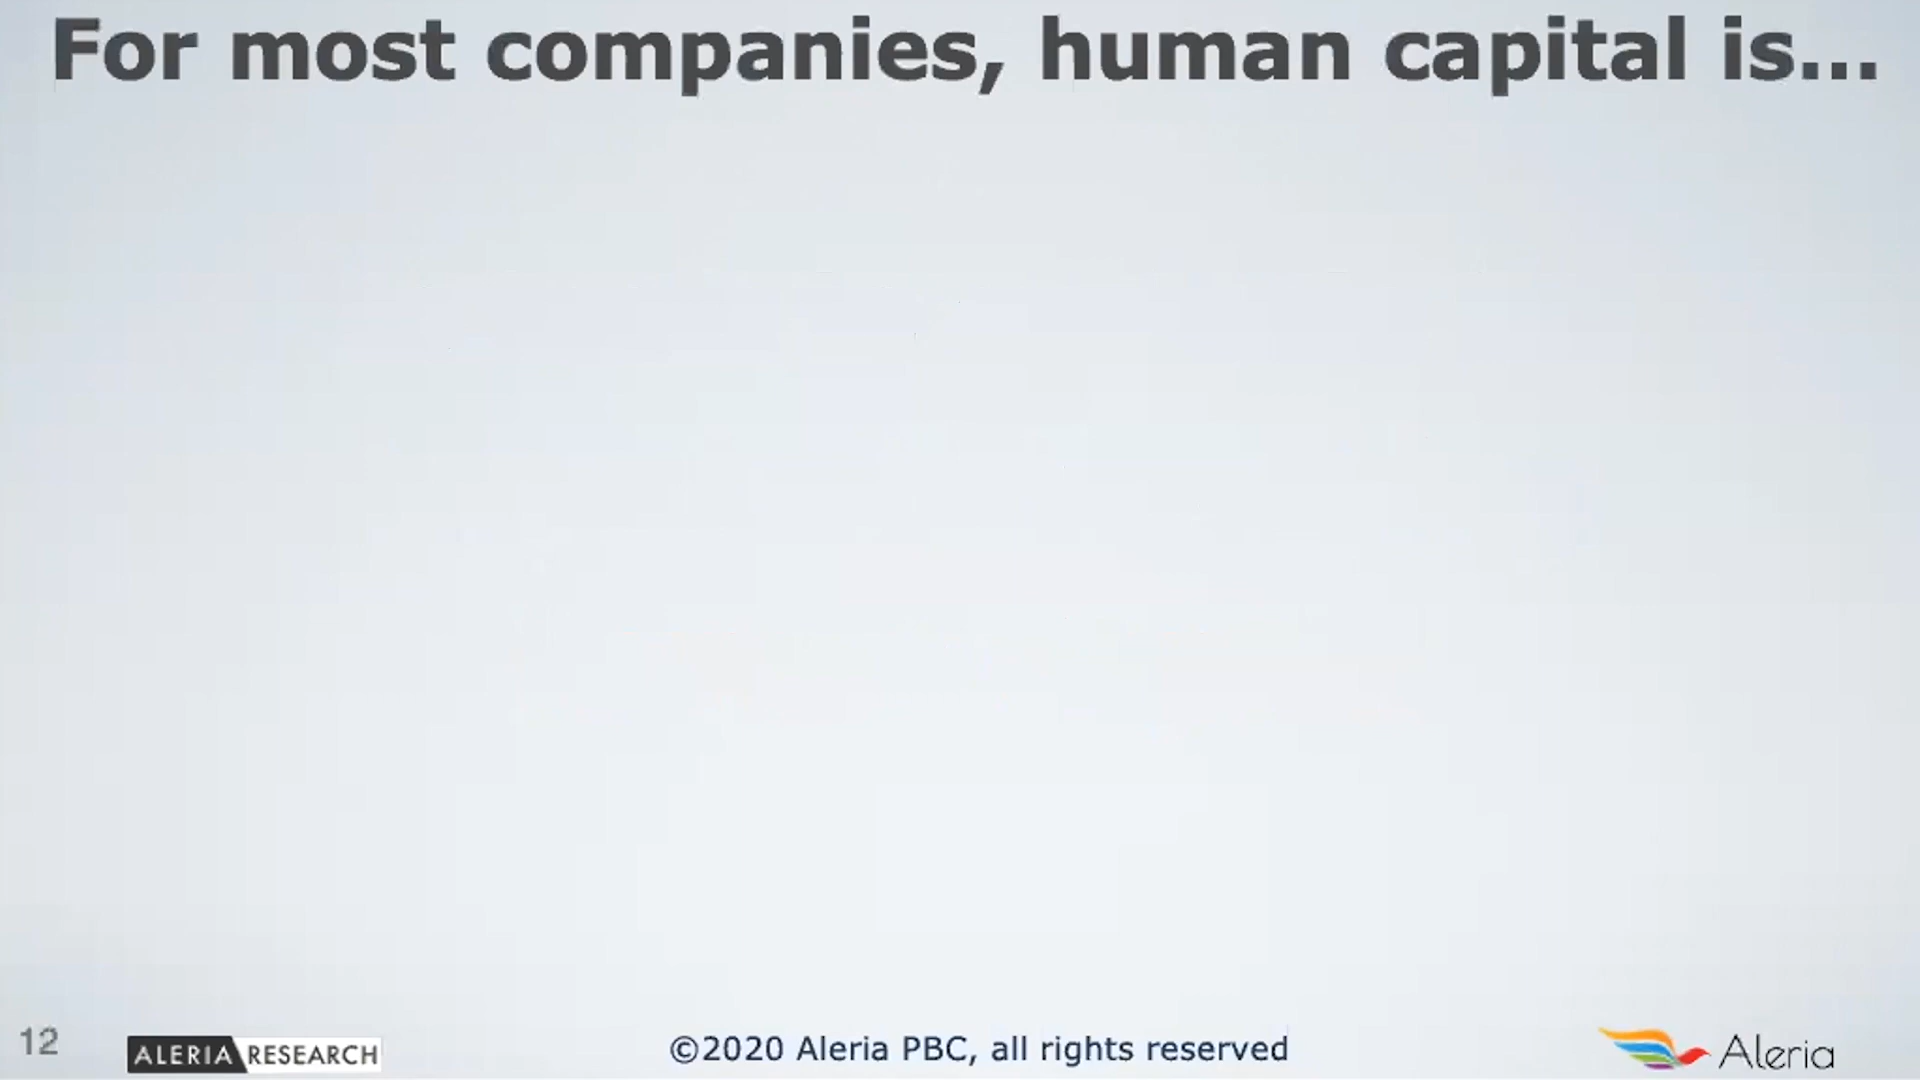 For most companies, human capital is...
12
ALERIA RESEARCH
©2020 Aleria PBC, all rights reserved
Aleria